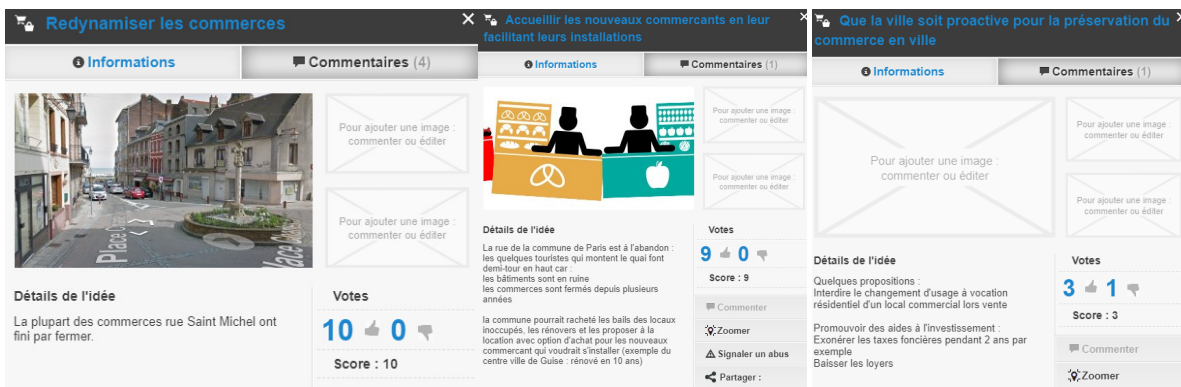 Redynamiser les commerces
Informations
Commentaires (4)
Place O
Pour ajouter une image :
commenter ou éditer
Pour ajouter une image :
commenter ou éditer
Détails de l'idée
La plupart des commerces rue Saint Michel ont
fini par fermer.
Votes
10 0
Score : 10
Accueillir les nouveaux commercants en leur
facilitant leurs installations
Informations
Commentaires (1)
Pour ajouter une image :
commenter ou éditer
Pour ajouter une image :
commenter ou éditer
Détails de l'idée
La rue de la commune de Paris est à l'abandon :
les quelques touristes qui montent le quai font
demi-tour en haut car :
les bâtiments sont en ruine
les commerces sont fermés depuis plusieurs
années
la commune pourrait racheté les bails des locaux
inoccupés, les rénovers et les proposer à la
location avec option d'achat pour les nouveaux
commercant qui voudrait s'installer (exemple du
centre ville de Guise : rénové en 10 ans)
Votes
9 0
Score : 9
Commenter
Zoomer
Signaler un abus
Partager :
Que la ville soit proactive pour la préservation du
commerce en ville
Informations
Commentaires (1)
Pour ajouter une image :
commenter ou éditer
Pour ajouter une image :
commenter ou éditer
Pour ajouter une image :
commenter ou éditer
Détails de l'idée
Quelques propositions :
Interdire le changement d'usage à vocation
résidentiel d'un local commercial lors vente
Promouvoir des aides à l'investissement :
Exonérer les taxes foncières pendant 2 ans par
exemple
Baisser les loyers
Votes
3 1
Score : 3
Commenter
Zoomer